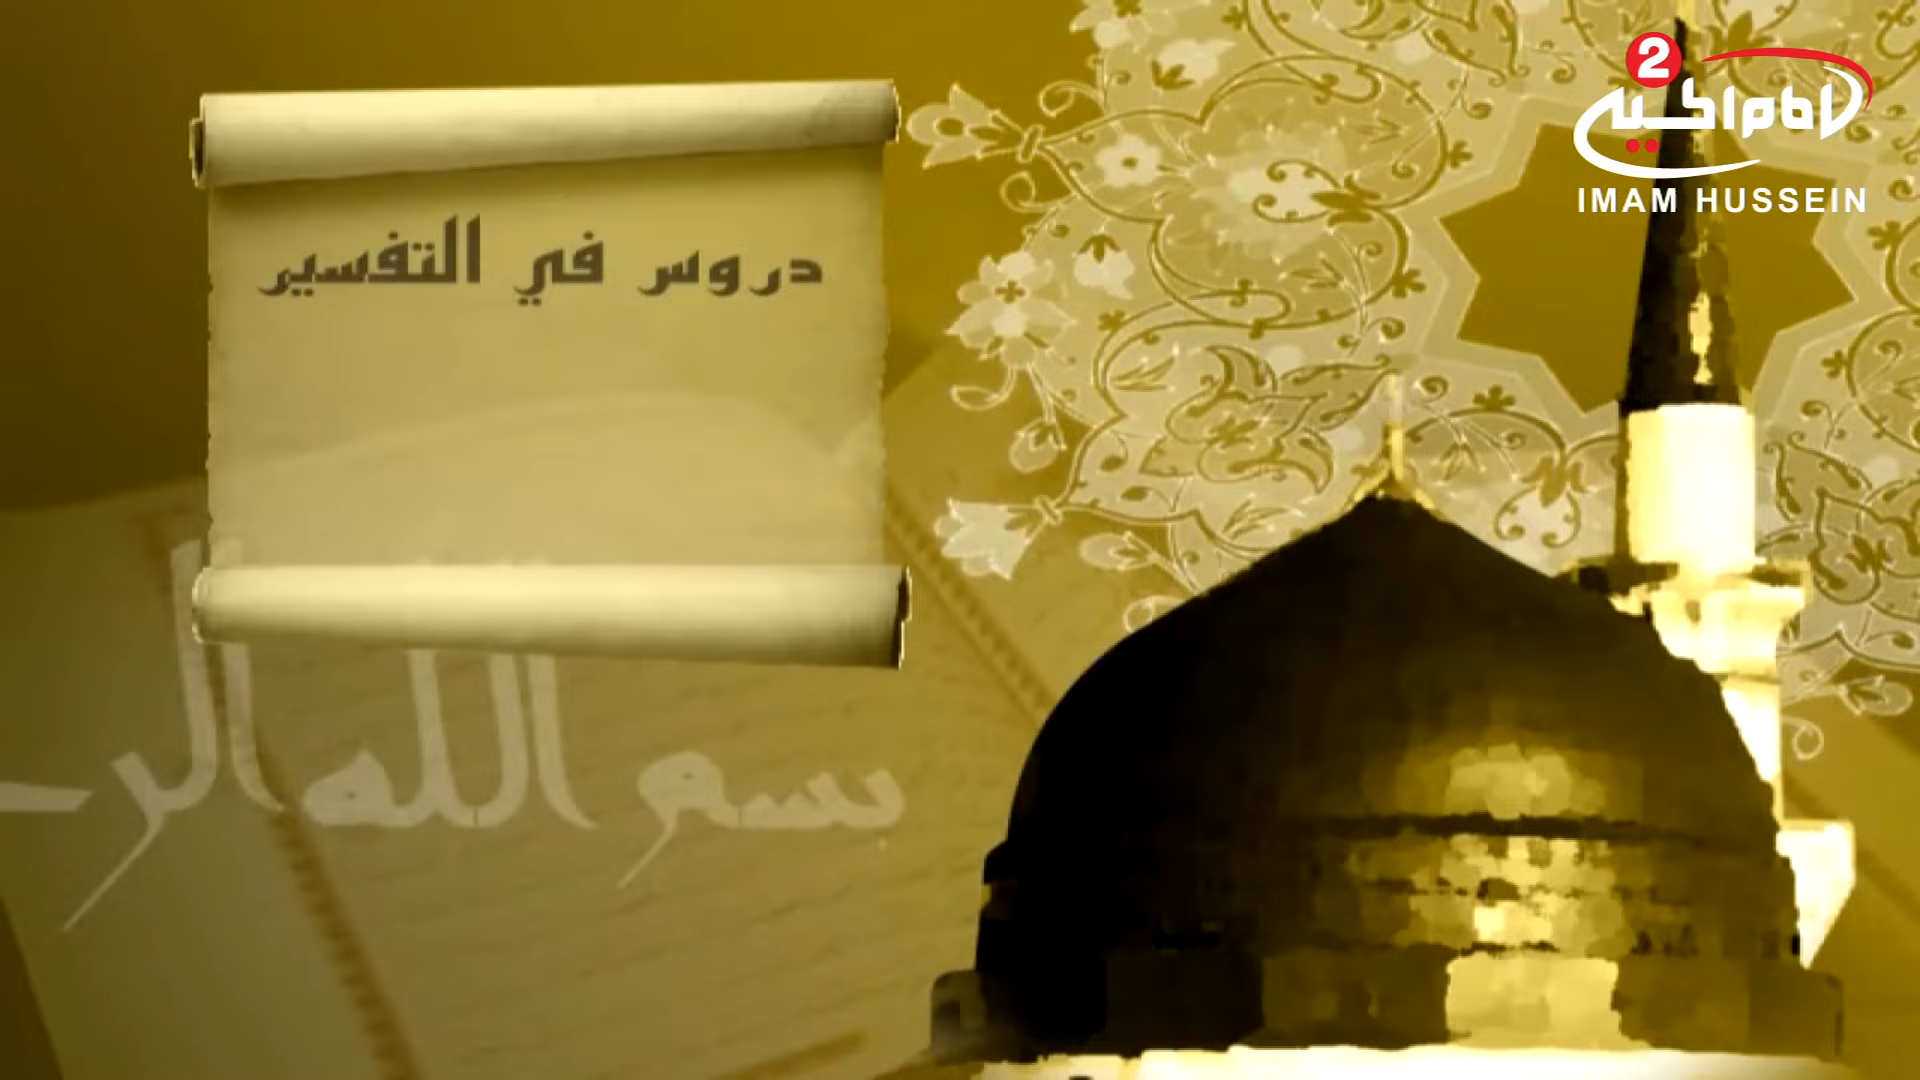 2
الإمام الحسين
IMAM HUSSEIN
دروس في التفسير
بسم الله الر